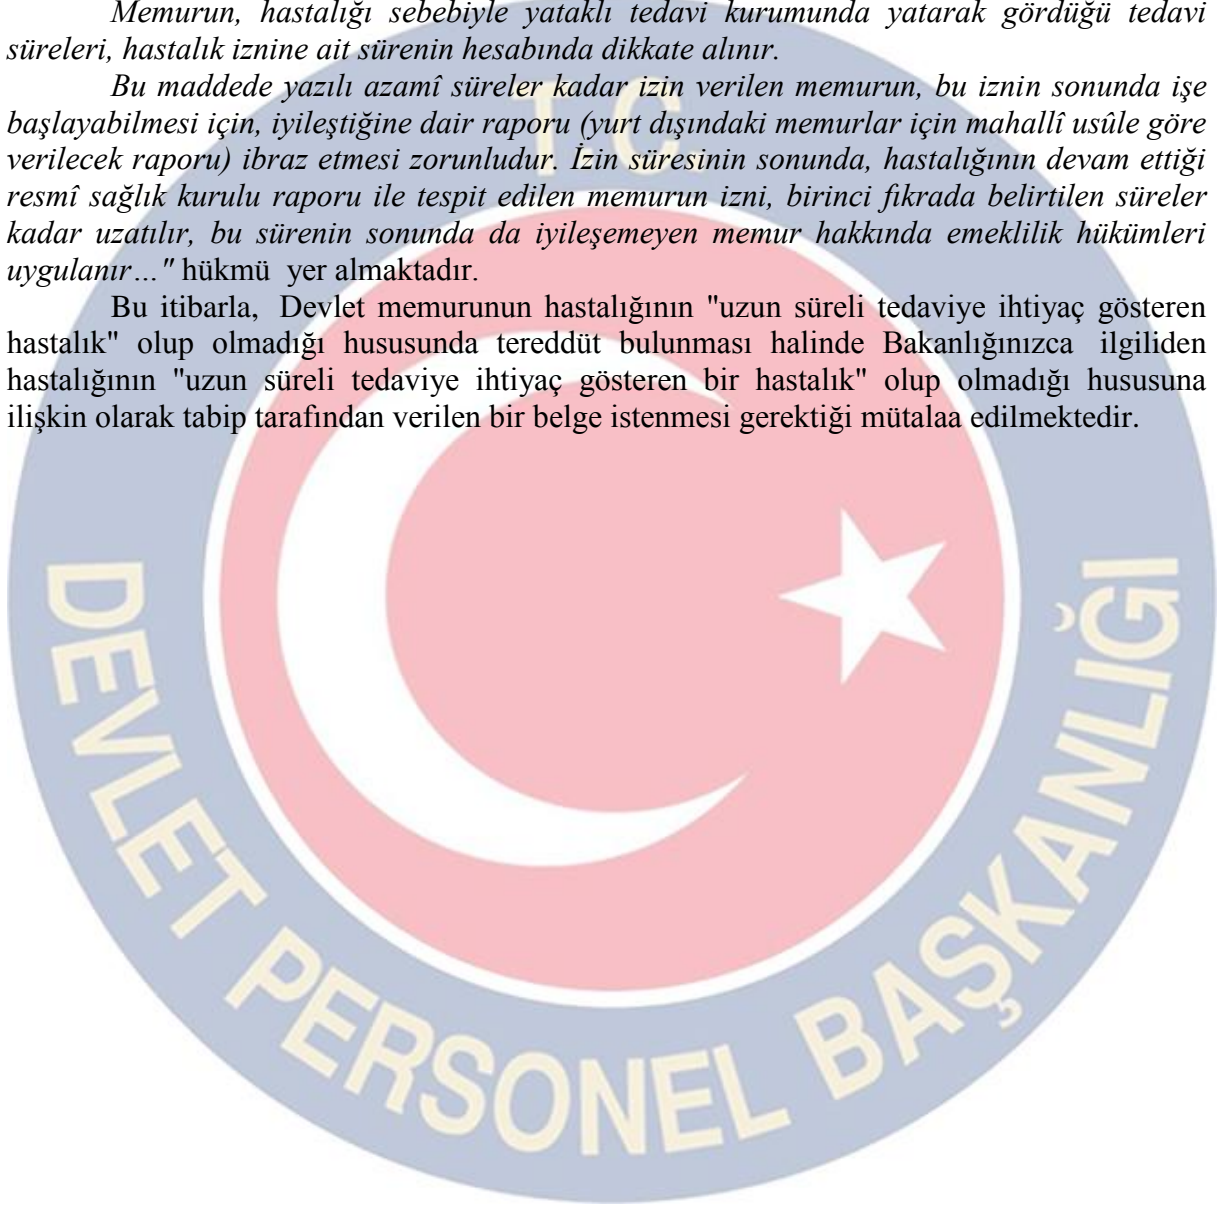 Memurun, hastalığı sebebiyle yataklı tedavi kurumunda yatarak gördüğü tedavi
süreleri, hastalık iznine ait sürenin hesabında dikkate alınır.
Bu maddede yazılı azamî süreler kadar izin verilen memurun, bu iznin sonunda işe
başlayabilmesi için, iyileştiğine dair raporu (yurt dışındaki memurlar için mahallî usûle göre
verilecek raporu) ibraz etmesi zorunludur. İzin süresinin sonunda, hastalığının devam ettiği
resmî sağlık kurulu raporu ile tespit edilen memurun izni, birinci fıkrada belirtilen süreler
kadar uzatılır, bu sürenin sonunda da iyileşemeyen memur hakkında emeklilik hükümleri
uygulanır…" hükmü yer almaktadır.
Bu itibarla, Devlet memurunun hastalığının "uzun süreli tedaviye ihtiyaç gösteren
hastalık" olup olmadığı hususunda tereddüt bulunması halinde Bakanlığınızca ilgiliden
hastalığının "uzun süreli tedaviye ihtiyaç gösteren bir hastalık" olup olmadığı hususuna
ilişkin olarak tabip tarafından verilen bir belge istenmesi gerektiği mütalaa edilmektedir.
T.C.
DEVLET PERSONEL BAŞKANLIĞI